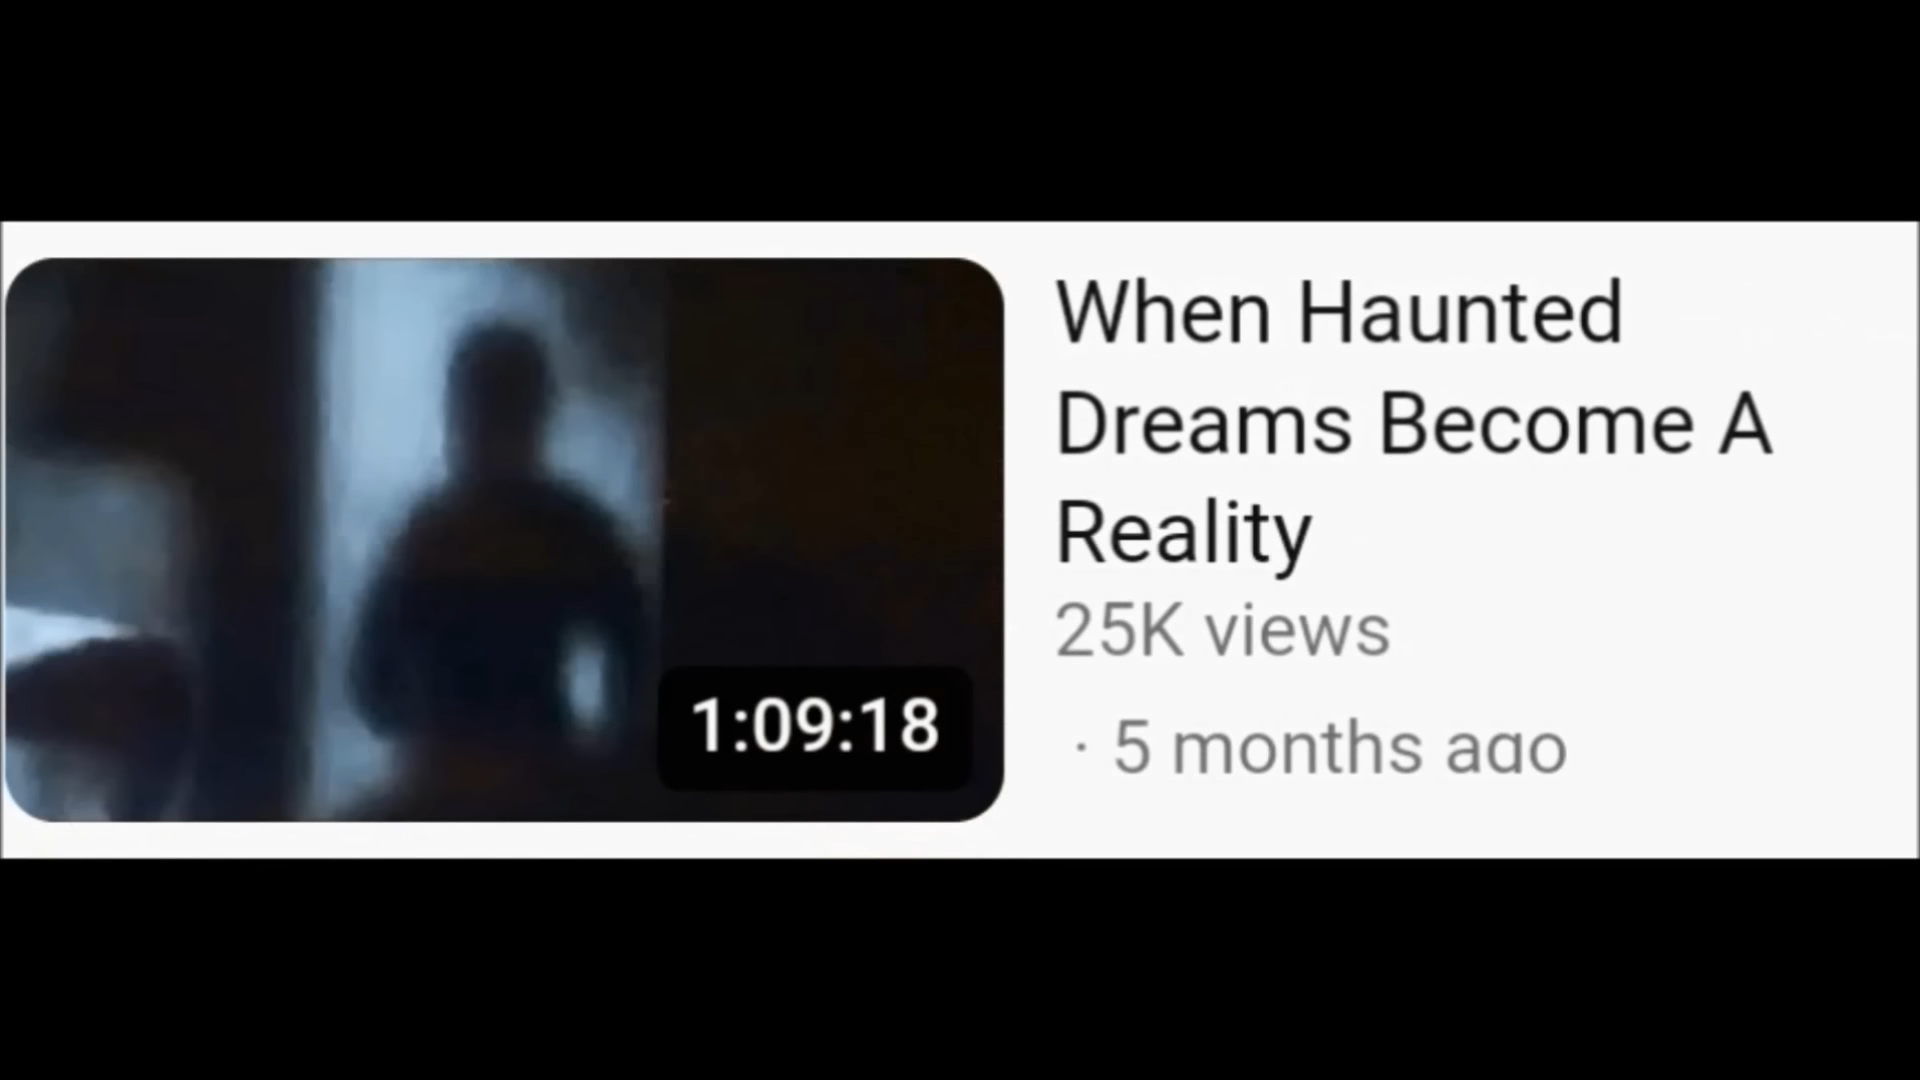 When Haunted
Dreams Become A
Reality
25K views
· 5 months ago
1:09:18